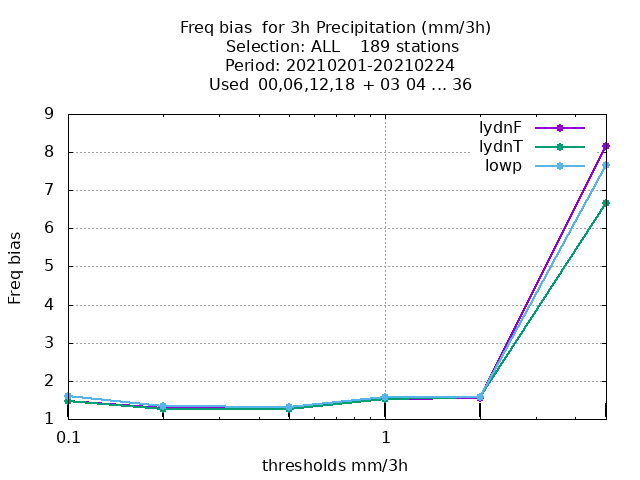 Freq bias  for 3h Precipitation (mm/3h)
Selection: ALL    189 stations
Period: 20210201-20210224
Used  00,06,12,18  + 03 04 ... 36
lydnF
lydnT
lowp
9
8
7
6
5
4
3
2
1
Freq bias
0.1
1
thresholds mm/3h